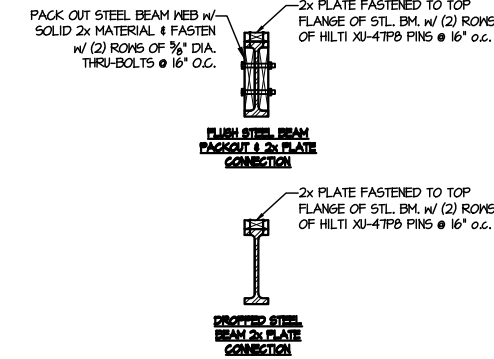 PACK OUT STEEL BEAM WEB W/
SOLID 2x MATERIAL & FASTEN
W/ (2) ROWS OF 5/8" DIA.
THRU-BOLTS @ 16" O.C.
2x PLATE FASTENED TO TOP
FLANGE OF STL. BM. W/ (2) ROWS
OF HILTI XU-47P8 PINS @ 16" O.C.
FLUSH STEEL BEAM
PACKOUT & 2x PLATE
CONNECTION
2x PLATE FASTENED TO TOP
FLANGE OF STL. BM. W/ (2) ROWS
OF HILTI XU-47P8 PINS @ 16" O.C.
DROPPED STEEL
BEAM 2x PLATE
CONNECTION